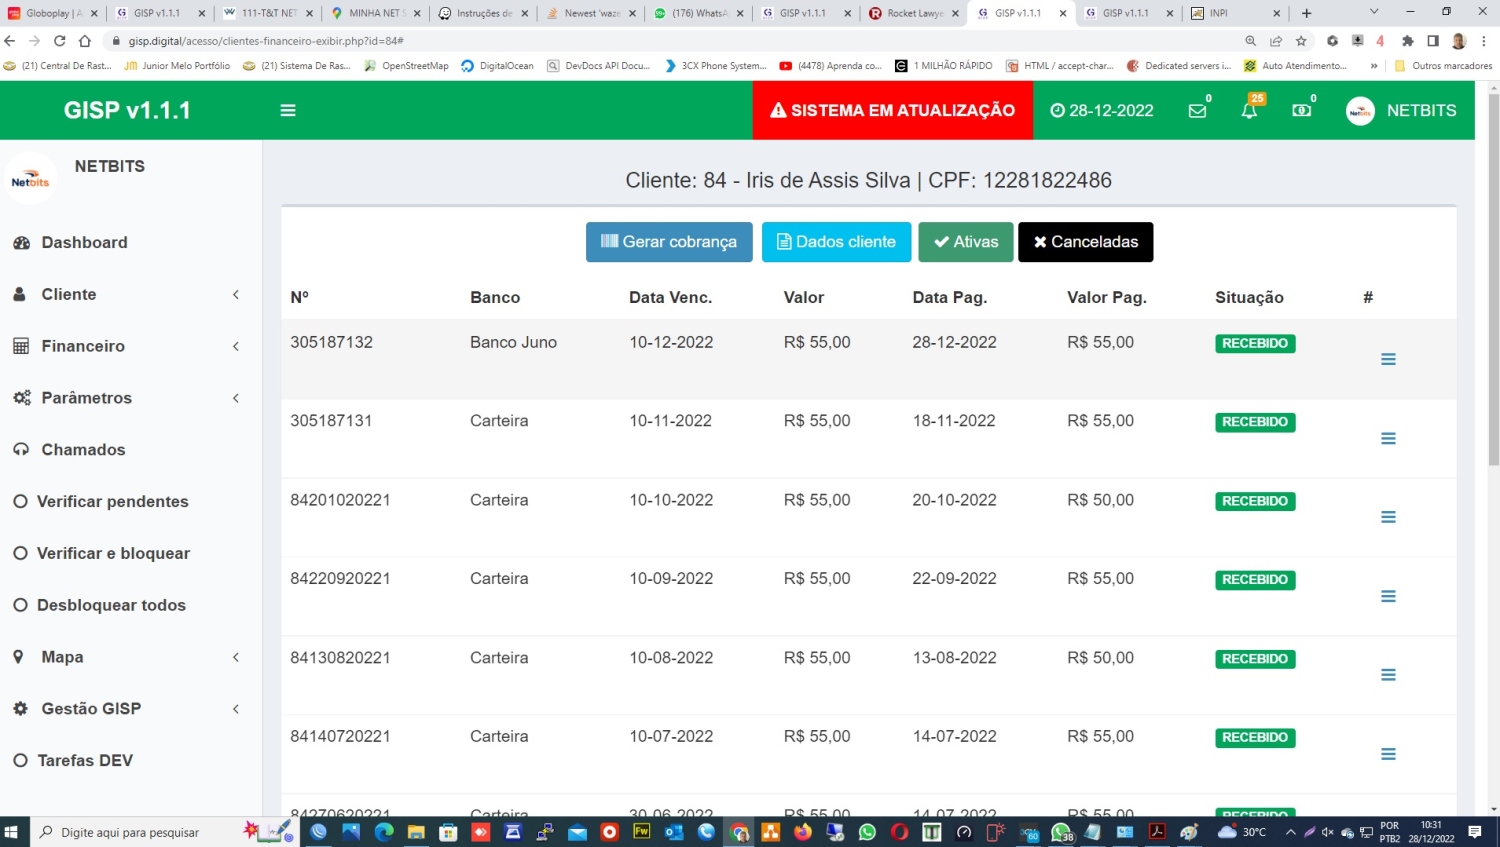 Globoplay | A
GISP v1.1.1
111-T&T NET
MINHA NET S
Instruções de
Newest 'waze
(176) WhatsA
GISP v1.1.1
Rocket Lawye
GISP v1.1.1
GISP v1.1.1
INPI
gisp.digital/acesso/clientes-financeiro-exibir.php?id=84#
4
(21) Central De Rast...
JM Junior Melo Portfólio
(21) Sistema De Ras...
OpenStreetMap
DigitalOcean
DevDocs API Docu...
3CX Phone System...
(4478) Aprenda co...
1 MILHÃO RÁPIDO
HTML / accept-char...
Dedicated servers i...
Auto Atendimento...
»
Outros marcadores
GISP v1.1.1
SISTEMA EM ATUALIZAÇÃO
28-12-2022
0
25
0
NETBITS
Netbits
NETBITS
Dashboard
Cliente
Financeiro
Parâmetros
Chamados
Verificar pendentes
Verificar e bloquear
Desbloquear todos
Mapa
Gestão GISP
Tarefas DEV
Cliente: 84 - Iris de Assis Silva | CPF: 12281822486
Gerar cobrança Dados cliente Ativas Canceladas
Nº Banco Data Venc. Valor Data Pag. Valor Pag. Situação #
305187132 Banco Juno 10-12-2022 R$ 55,00 28-12-2022 R$ 55,00 RECEBIDO
305187131 Carteira 10-11-2022 R$ 55,00 18-11-2022 R$ 55,00 RECEBIDO
84201020221 Carteira 10-10-2022 R$ 55,00 20-10-2022 R$ 50,00 RECEBIDO
84220920221 Carteira 10-09-2022 R$ 55,00 22-09-2022 R$ 55,00 RECEBIDO
84130820221 Carteira 10-08-2022 R$ 55,00 13-08-2022 R$ 50,00 RECEBIDO
84140720221 Carteira 10-07-2022 R$ 55,00 14-07-2022 R$ 55,00 RECEBIDO
84270620221 Carteira 30-06-2022 R$ 55,00 14-07-2022 R$ 55,00 RECEBIDO
Digite aqui para pesquisar
Fw
60
38
30°C
POR
PTB2
10:31
28/12/2022